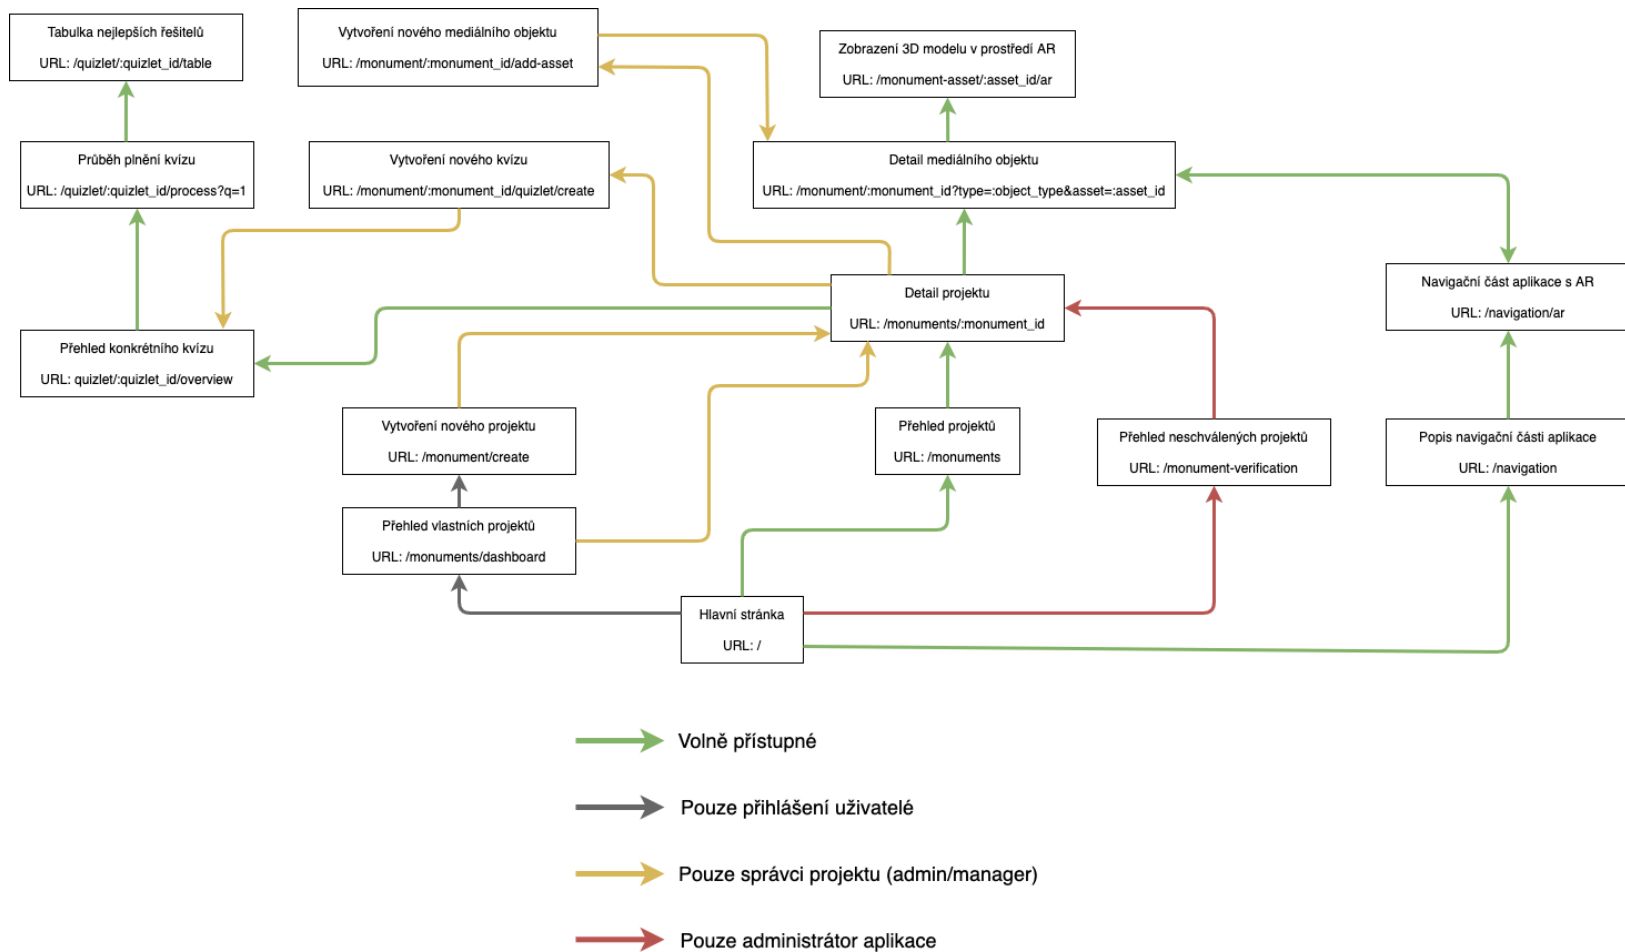 Tabulka nejlepších řešitelů
URL: /quizlet/:quizlet_id/table
Vytvoření nového mediálního objektu
URL: /monument/:monument_id/add-asset
Zobrazení 3D modelu v prostředí AR
URL: /monument-asset/:asset_id/ar
Průběh plnění kvízu
URL: /quizlet/:quizlet_id/process?q=1
Vytvoření nového kvízu
URL: /monument/:monument_id/quizlet/create
Detail mediálního objektu
URL: /monument/:monument_id?type=:object_type&asset=:asset_id
Detail projektu
URL: /monuments/:monument_id
Navigační část aplikace s AR
URL: /navigation/ar
Přehled konkrétního kvízu
URL: quizlet/:quizlet_id/overview
Vytvoření nového projektu
URL: /monument/create
Přehled projektů
URL: /monuments
Přehled neschválených projektů
URL: /monument-verification
Popis navigační části aplikace
URL: /navigation
Přehled vlastních projektů
URL: /monuments/dashboard
Hlavní stránka
URL: /
Volně přístupné
Pouze přihlášení uživatelé
Pouze správci projektu (admin/manager)
Pouze administrátor aplikace